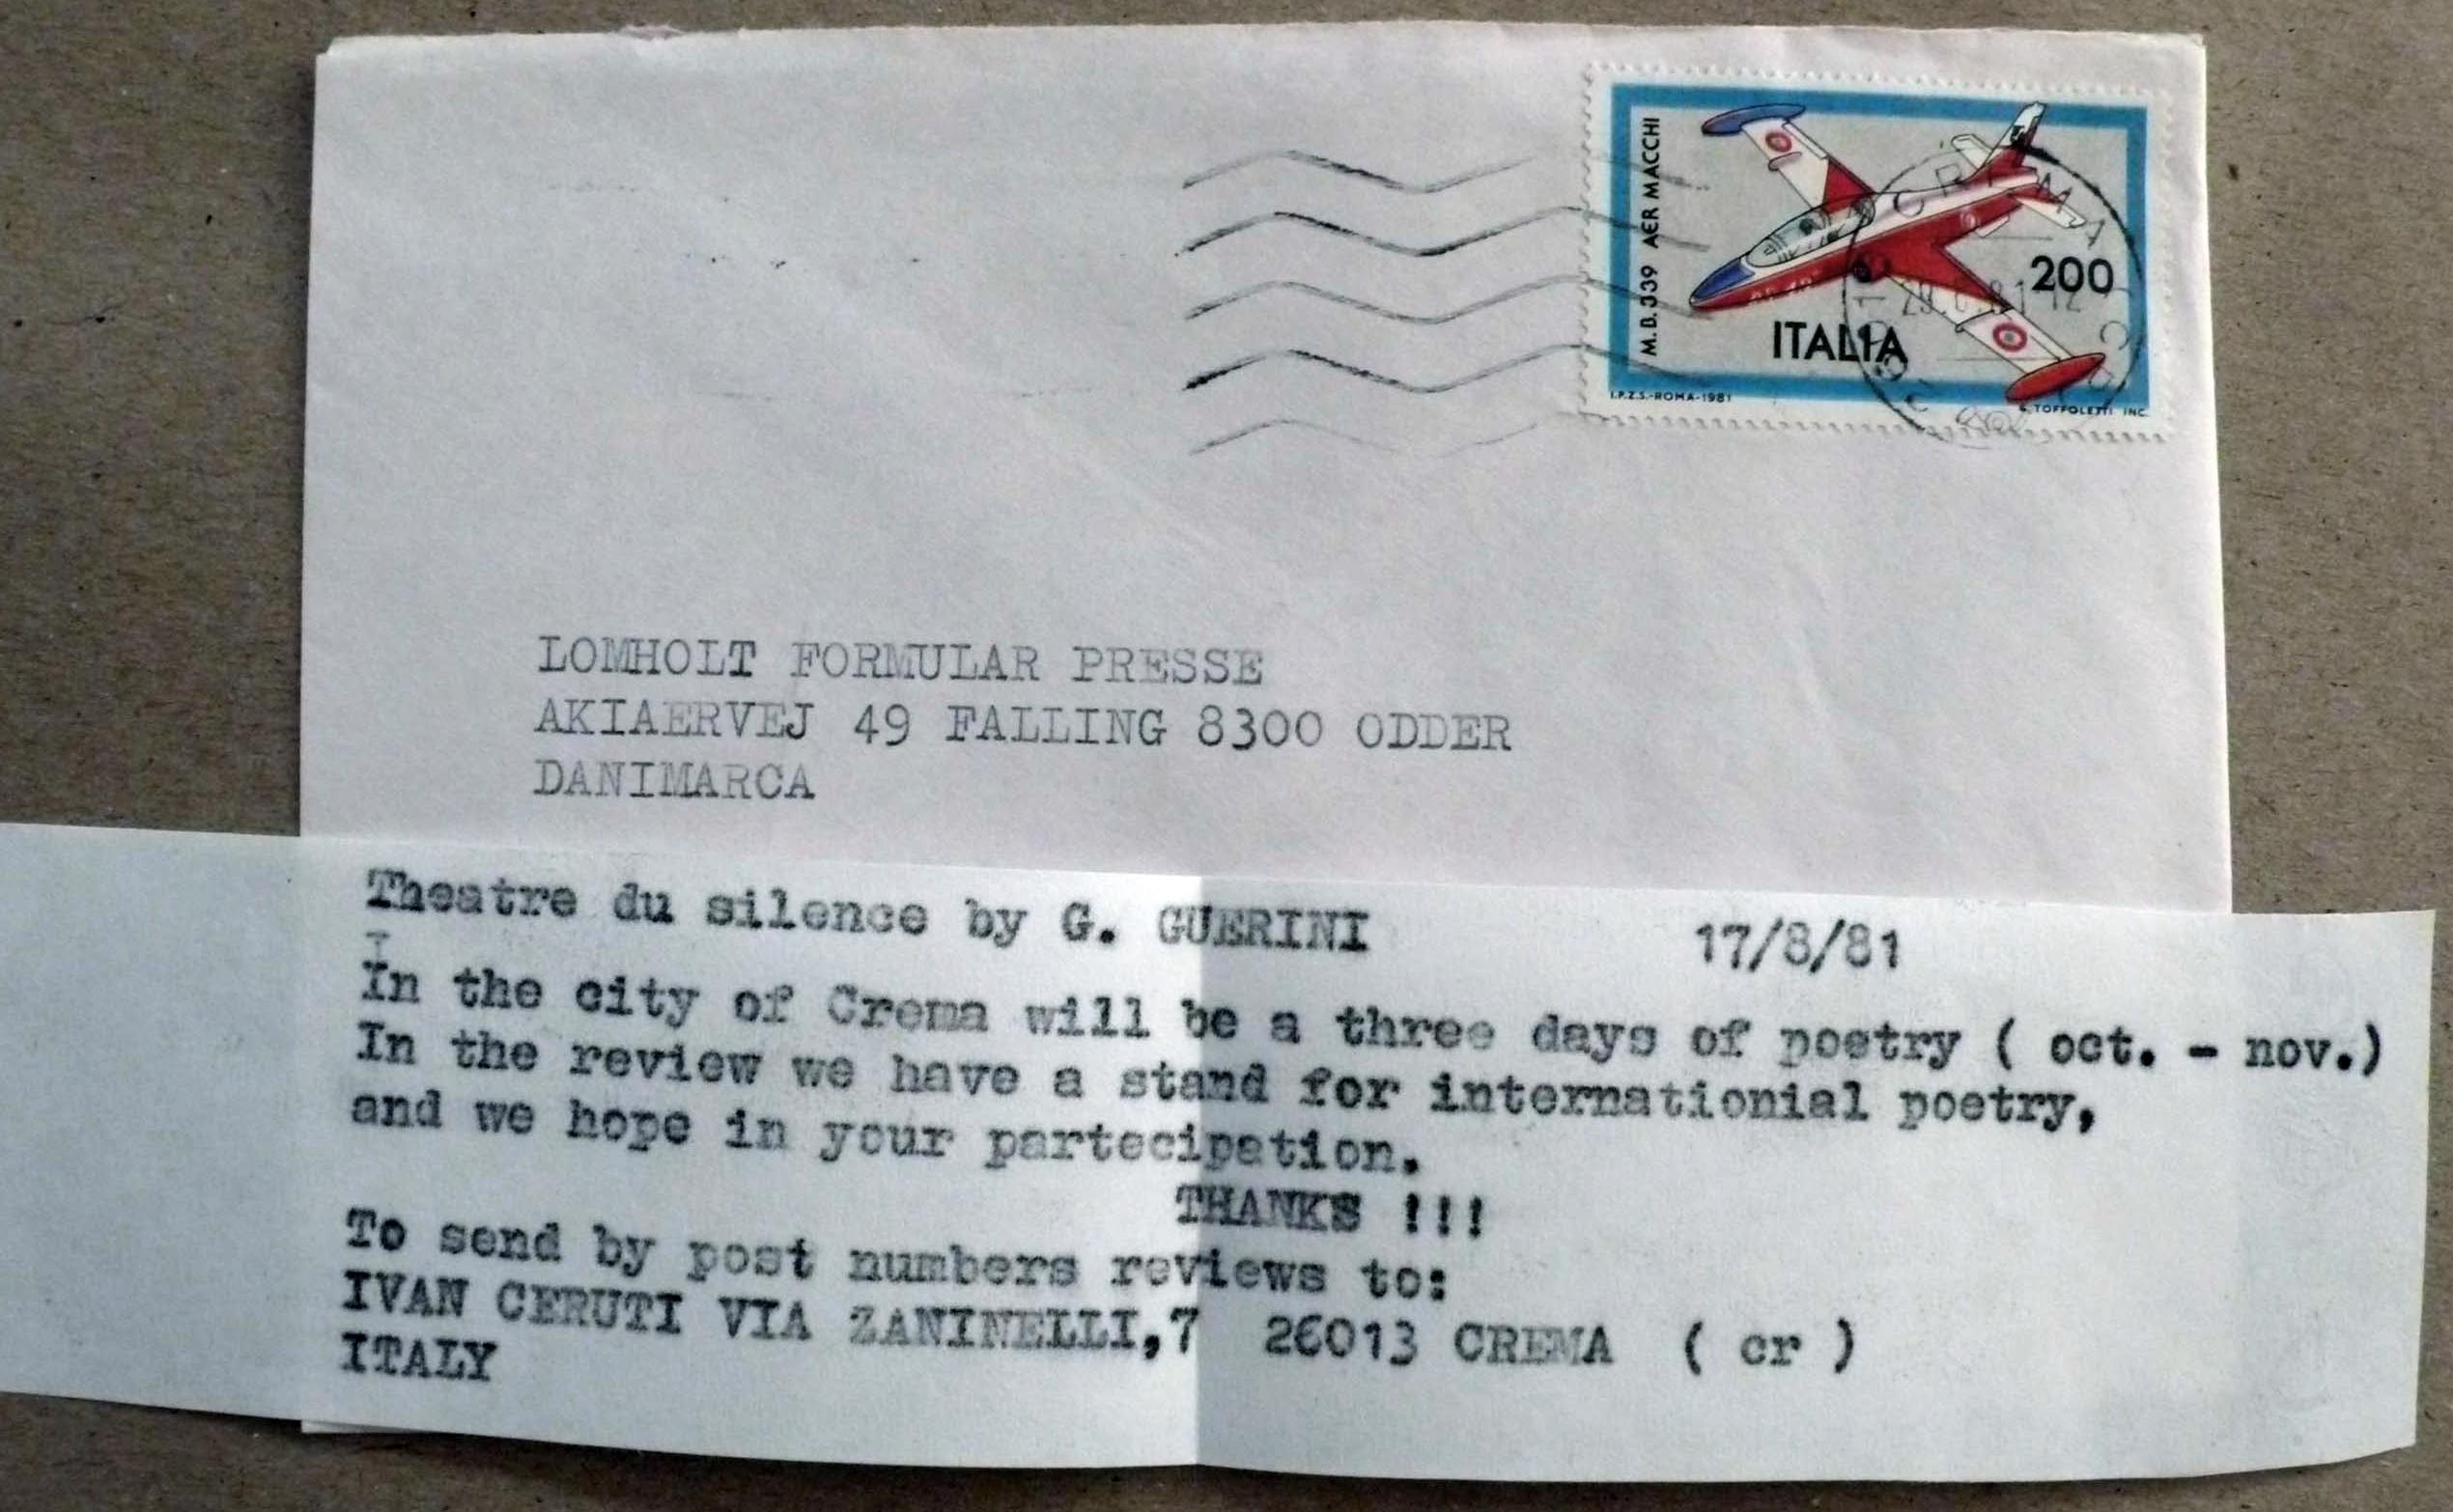 M.B.339 AER MACCHI
200
ITALIA
I.P.Z.S.-ROMA-1981
G. TOFFOLETTI INC.
CREMA
LOMHOLT FORMULAR PRESSE
AKIAERVEJ 49 FALLING 8300 ODDER
DANIMARCA
Theatre du silence by G. GUERINI 17/8/81
I
In the city of Crema will be a three days of poetry ( oct. - nov.)
In the review we have a stand for internationial poetry,
and we hope in your partecipation.
THANKS !!!
To send by post numbers reviews to:
IVAN CERUTI VIA ZANINELLI,7 26013 CREMA ( cr )
ITALY